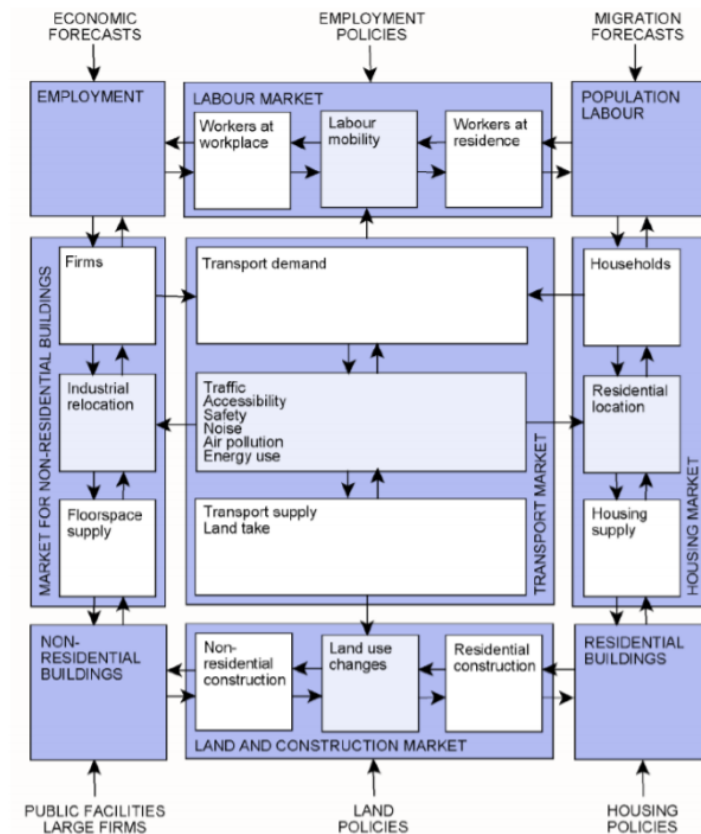 ECONOMIC
FORECASTS
EMPLOYMENT
POLICIES
MIGRATION
FORECASTS
EMPLOYMENT
LABOUR MARKET
POPULATION
LABOUR
Workers at
workplace
Labour
mobility
Workers at
residence
MARKET FOR NON-RESIDENTIAL BUILDINGS
Firms
Industrial
relocation
Floorspace
supply
Transport demand
Traffic
Accessibility
Safety
Noise
Air pollution
Energy use
Transport supply
Land take
TRANSPORT MARKET
Households
Residential
location
Housing
supply
HOUSING MARKET
NON-
RESIDENTIAL
BUILDINGS
Non-
residential
construction
Land use
changes
Residential
construction
LAND AND CONSTRUCTION MARKET
RESIDENTIAL
BUILDINGS
PUBLIC FACILITIES
LARGE FIRMS
LAND
POLICIES
HOUSING
POLICIES